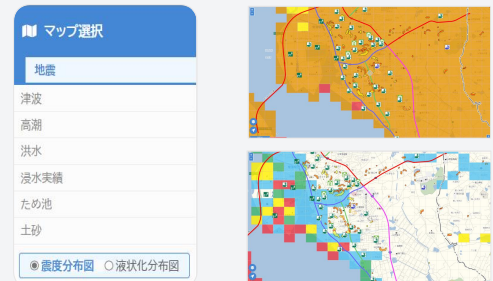 マップ選択
地震
津波
高潮
洪水
浸水実績
ため池
土砂
震度分布図 液状化分布図